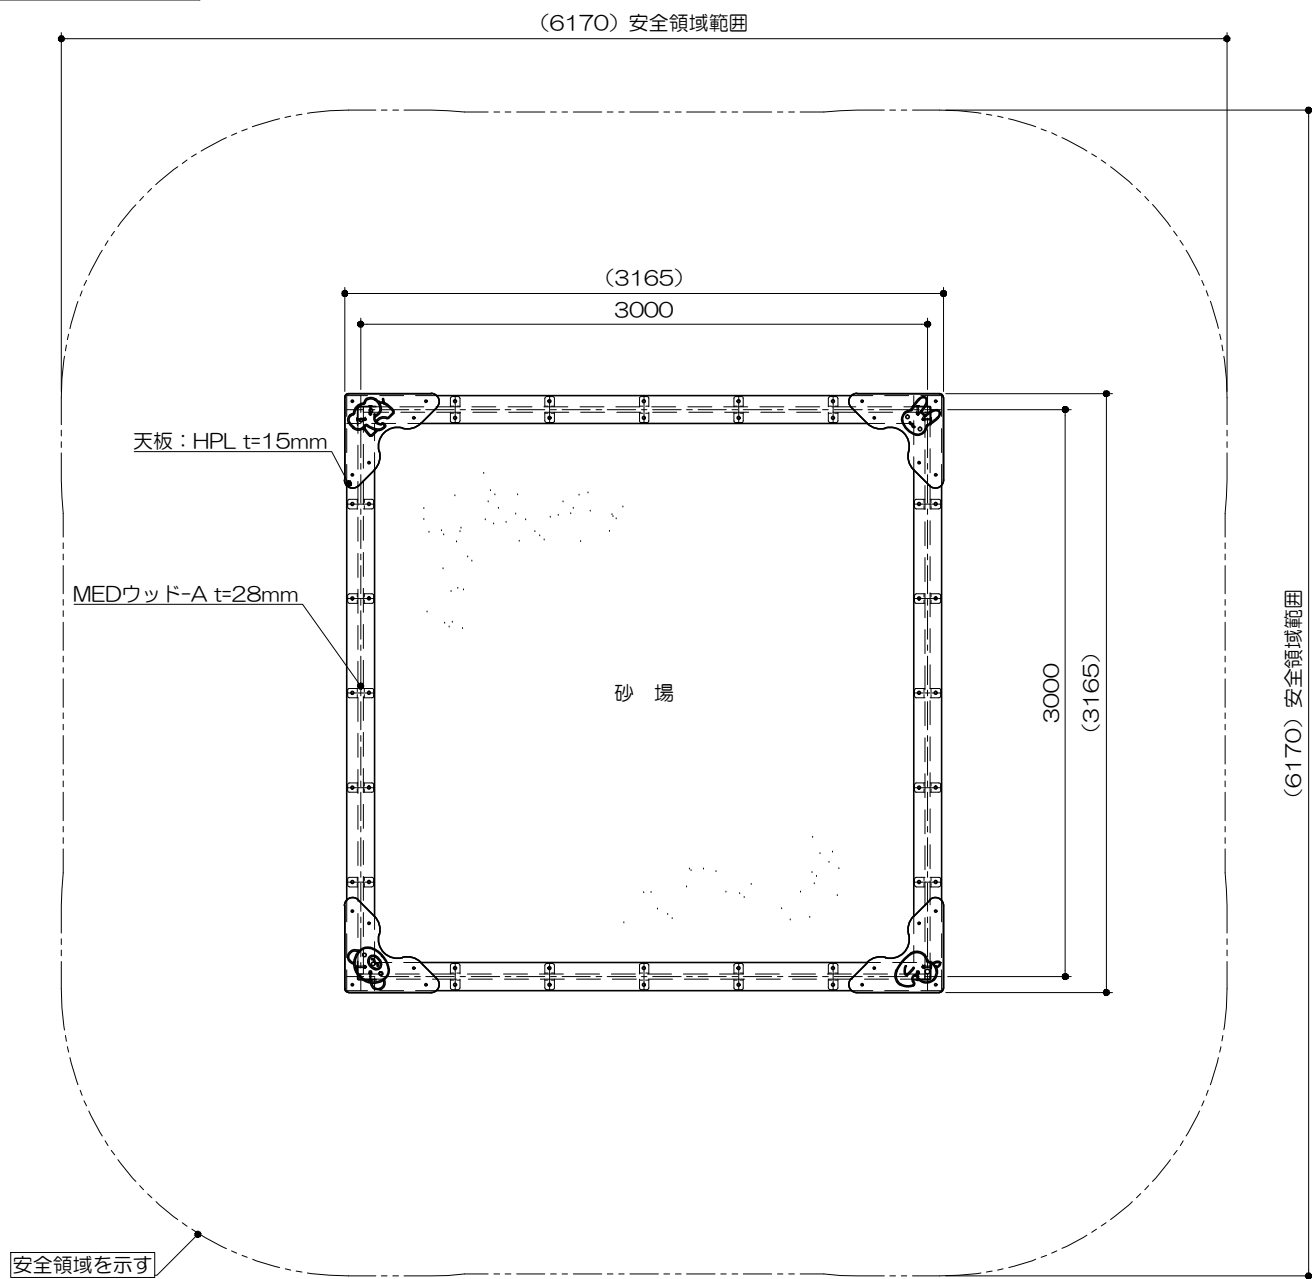 （6170）安全領域範囲
（3165）
3000
天板：HPL t=15mm
MEDウッド-A t=28mm
砂　場
3000
（3165）
（6170）安全領域範囲
安全領域を示す